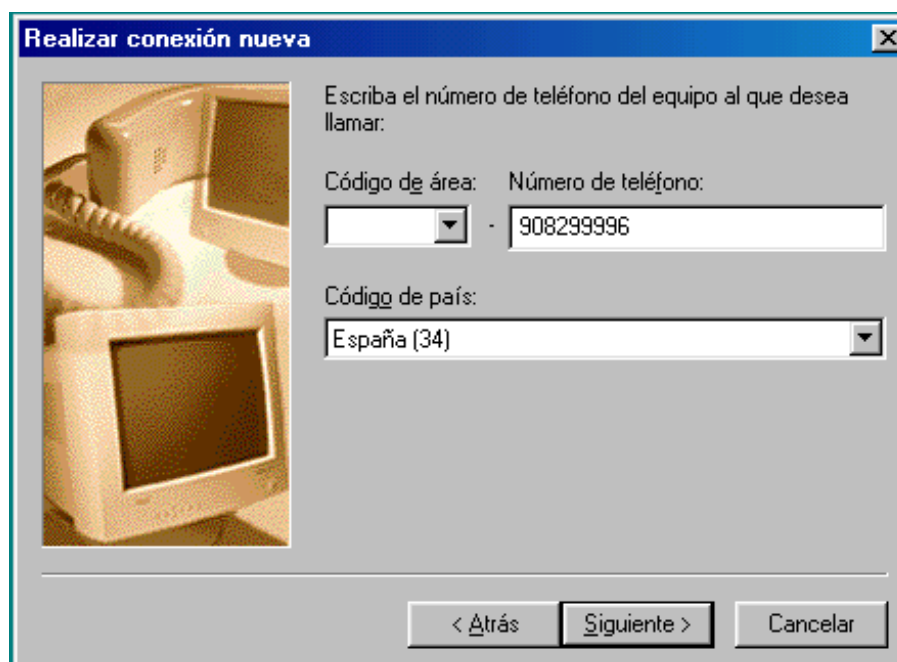 Realizar conexión nueva
Escriba el número de teléfono del equipo al que desea
llamar:
Código de área: Número de teléfono:
- 908299996
Código de país:
España (34)
< Atrás Siguiente > Cancelar